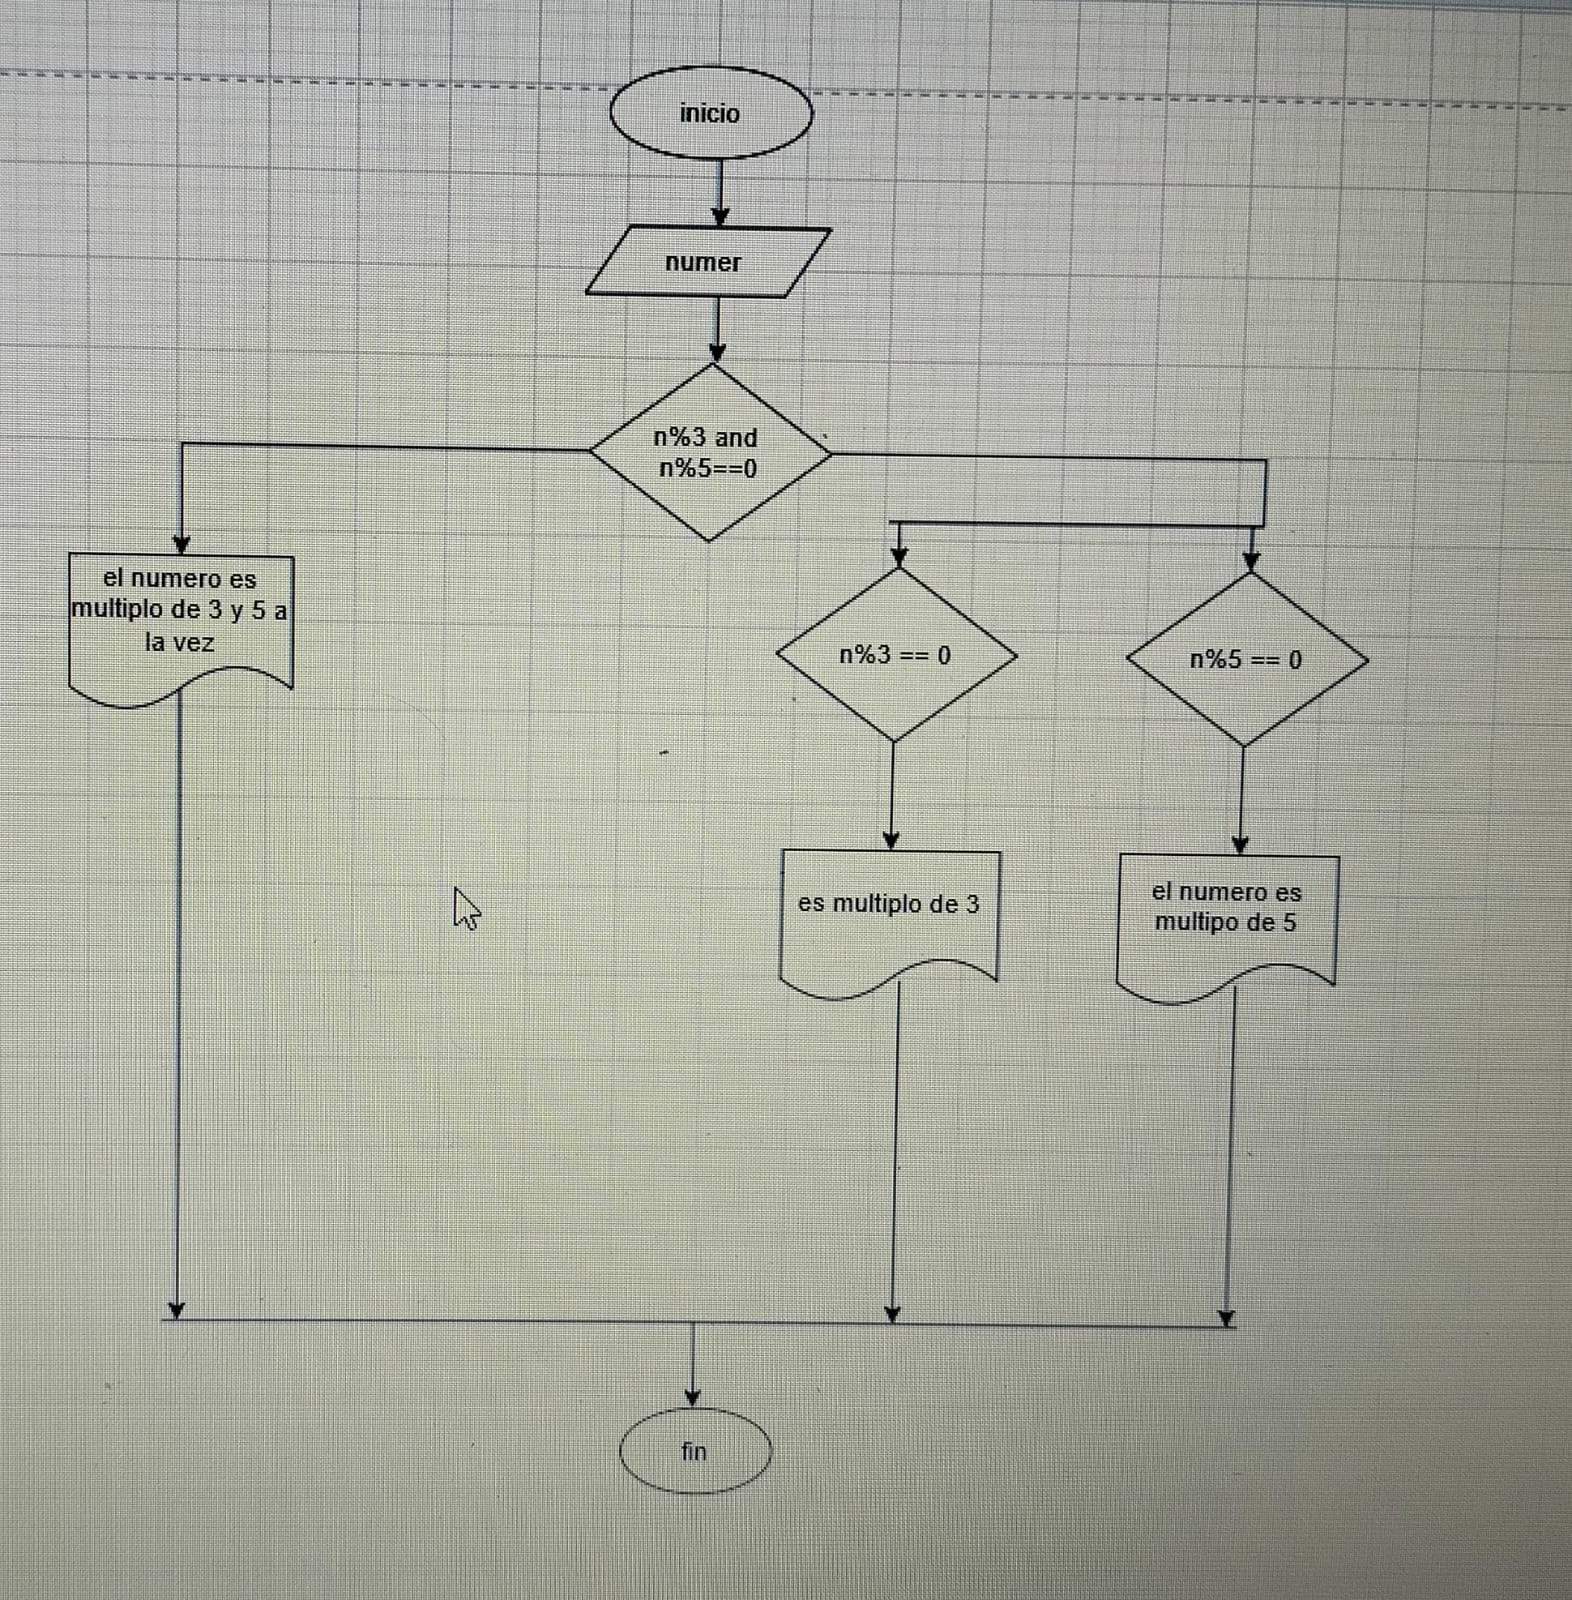 inicio
numer
n%3 and
n%5==0
el numero es
multiplo de 3 y 5 a
la vez
n%3 == 0
n%5 == 0
es multiplo de 3
el numero es
multipo de 5
fin